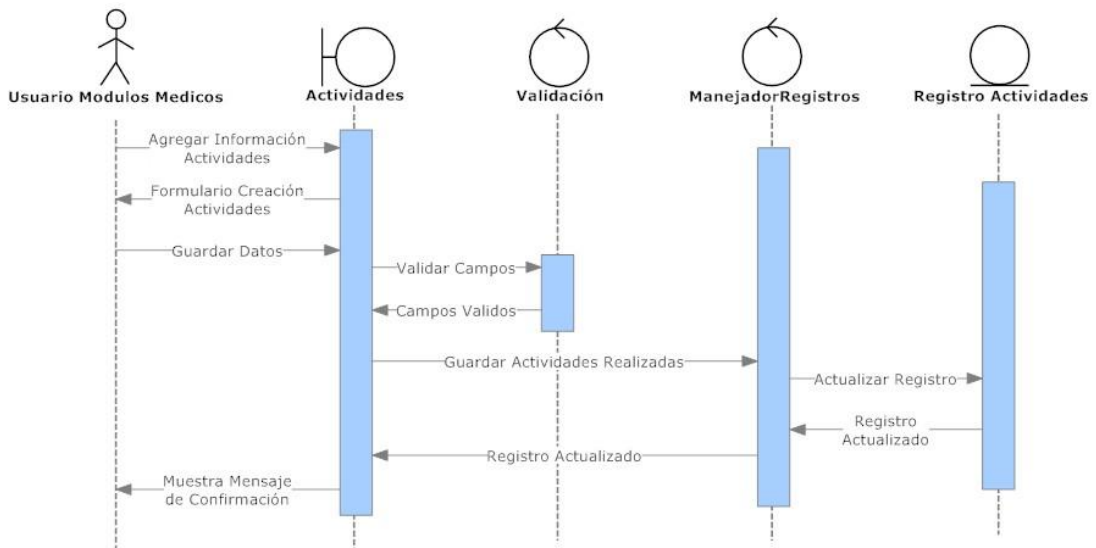 Usuario Modulos Medicos
Actividades
Validación
ManejadorRegistros
Registro Actividades
Agregar Información
Actividades
Formulario Creación
Actividades
Guardar Datos
Validar Campos
Campos Validos
Guardar Actividades Realizadas
Actualizar Registro
Registro
Actualizado
Registro Actualizado
Muestra Mensaje
de Confirmación